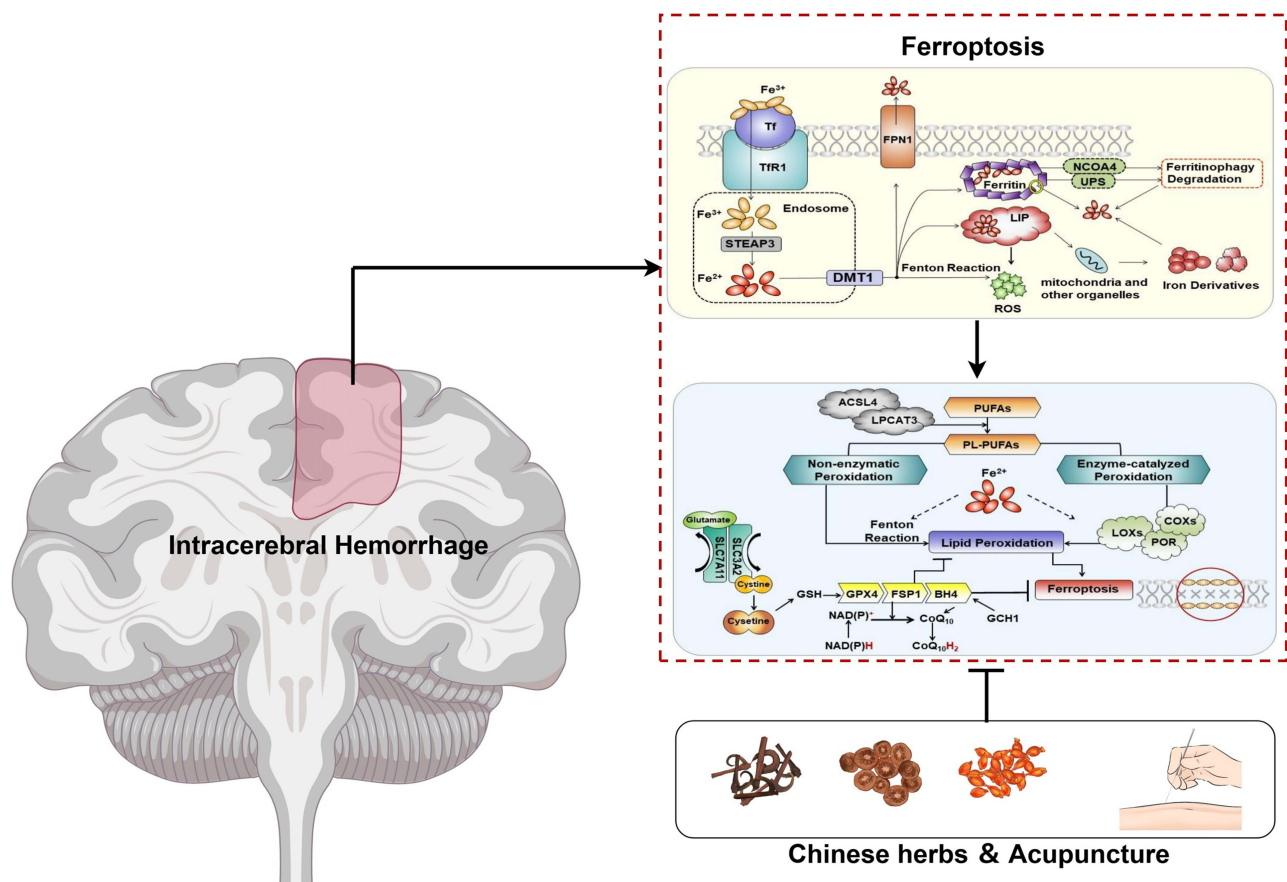 Ferroptosis
Fe³⁺
Tf
TfR1
FPN1
NCOA4
UPS
Ferritin
Ferritinophagy
Degradation
Fe³⁺
Endosome
STEAP3
LIP
Fe²⁺
DMT1
Fenton Reaction
ROS
mitochondria and
other organelles
Iron Derivatives
Intracerebral Hemorrhage
ACSL4
LPCAT3
PUFAs
PL-PUFAs
Non-enzymatic
Peroxidation
Fe²⁺
Enzyme-catalyzed
Peroxidation
Glutamate
SLC7A11
SLC3A2
Cystine
Cysetine
Fenton
Reaction
Lipid Peroxidation
LOXs
COXs
POR
GSH
GPX4
FSP1
BH4
Ferroptosis
NAD(P)⁺
CoQ₁₀
GCH1
NAD(P)H
CoQ₁₀H₂
Chinese herbs & Acupuncture